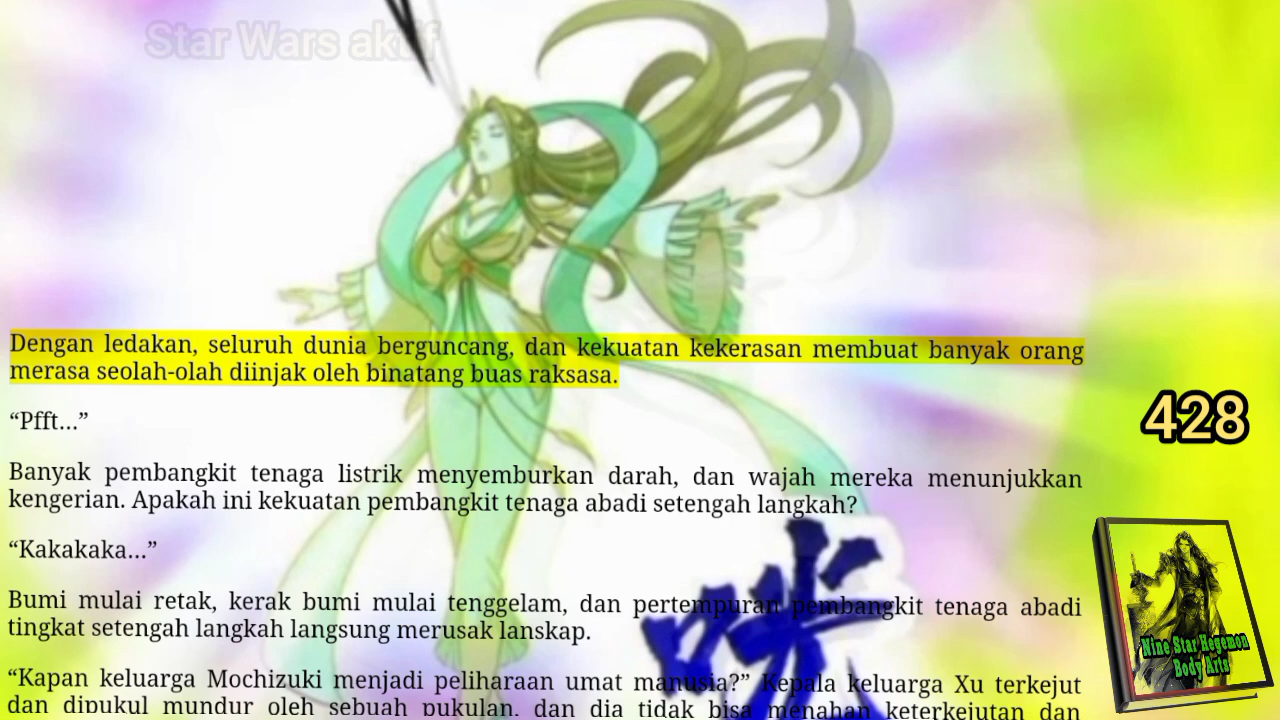 Star Wars aktif
Dengan ledakan, seluruh dunia berguncang, dan kekuatan kekerasan membuat banyak orang
merasa seolah-olah diinjak oleh binatang buas raksasa.
“Pfft...”
Banyak pembangkit tenaga listrik menyemburkan darah, dan wajah mereka menunjukkan
kengerian. Apakah ini kekuatan pembangkit tenaga abadi setengah langkah?
“Kakakaka...”
Bumi mulai retak, kerak bumi mulai tenggelam, dan pertempuran pembangkit tenaga abadi
tingkat setengah langkah langsung merusak lanskap.
“Kapan keluarga Mochizuki menjadi peliharaan umat manusia?” Kepala keluarga Xu terkejut
dan dipukul mundur oleh sebuah pukulan, dan dia tidak bisa menahan keterkejutan dan
428
Nine Star Hegemon
Body Arts